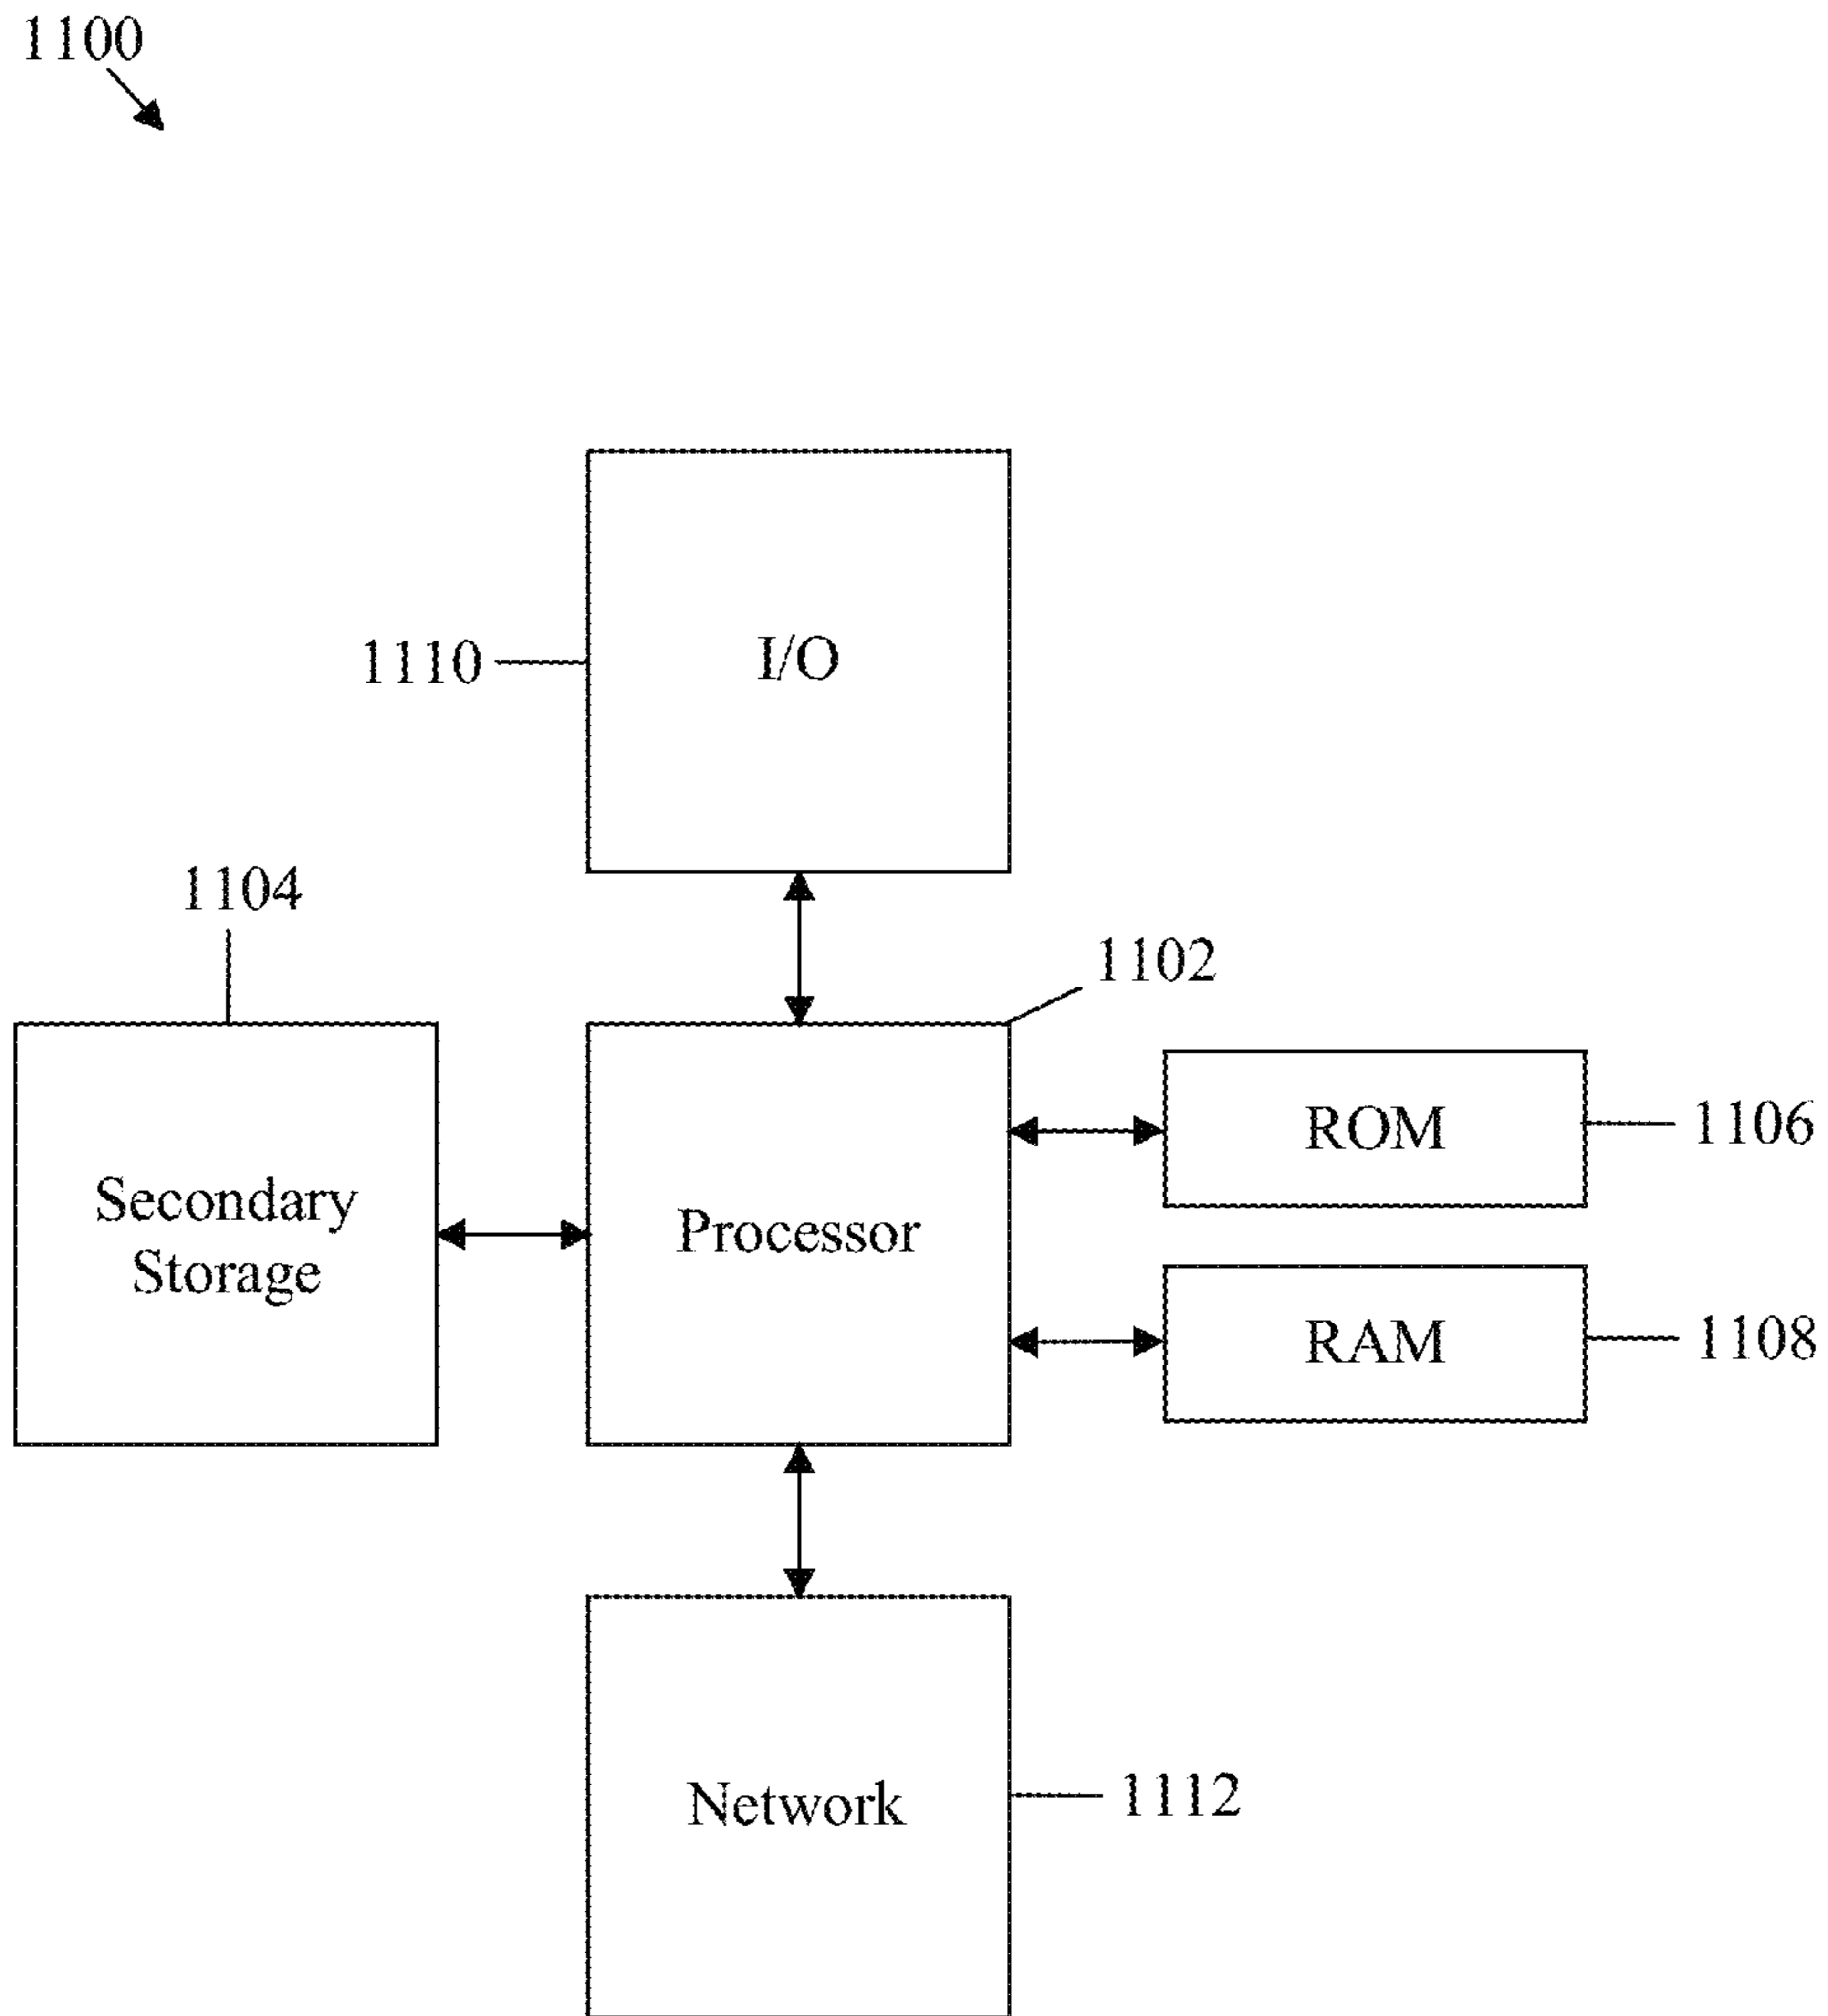 1100
1110
I/O
1104
1102
ROM
1106
Secondary
Storage
Processor
RAM
1108
Network
1112